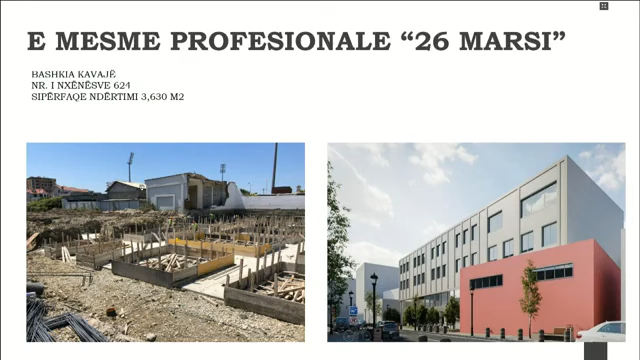 E MESME PROFESIONALE “26 MARSI”
BASHKIA KAVAJË
NR. I NXËNËSVE 624
SIPËRFAQE NDËRTIMI 3,630 M2